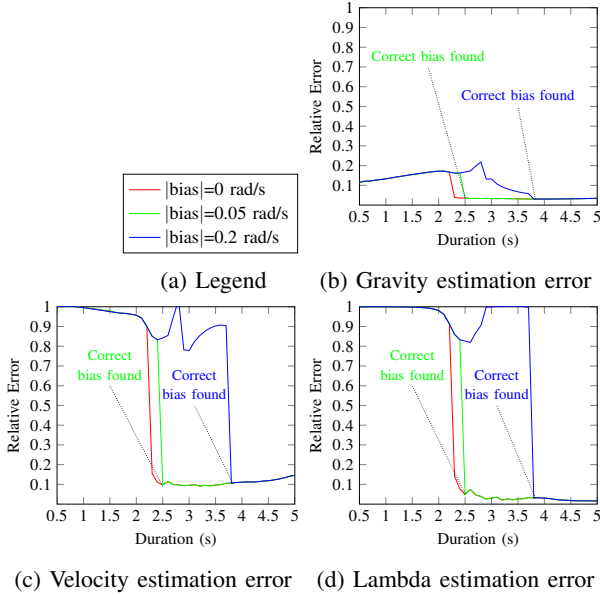 1
0.9
0.8
0.7
0.6
0.5
0.4
0.3
0.2
0.1
Relative Error
Correct bias found
Correct bias found
0.5 1 1.5 2 2.5 3 3.5 4 4.5 5
Duration (s)
|bias|=0 rad/s
|bias|=0.05 rad/s
|bias|=0.2 rad/s
(a) Legend
(b) Gravity estimation error
1
0.9
0.8
0.7
0.6
0.5
0.4
0.3
0.2
0.1
Relative Error
Correct
bias found
Correct
bias found
0.5 1 1.5 2 2.5 3 3.5 4 4.5 5
Duration (s)
(c) Velocity estimation error
1
0.9
0.8
0.7
0.6
0.5
0.4
0.3
0.2
0.1
Relative Error
Correct
bias found
Correct
bias found
0.5 1 1.5 2 2.5 3 3.5 4 4.5 5
Duration (s)
(d) Lambda estimation error